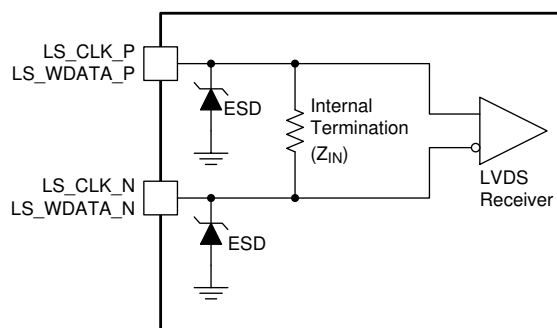 LS_CLK_P
LS_WDATA_P
ESD
Internal
Termination
(ZIN)
LVDS
Receiver
LS_CLK_N
LS_WDATA_N
ESD